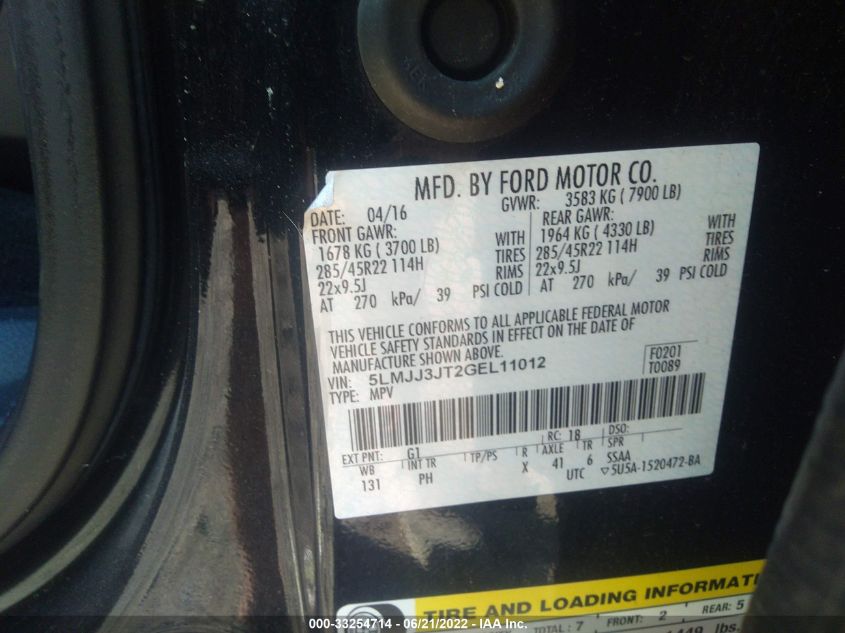 MFD. BY FORD MOTOR CO.
DATE: 04/16 GVWR: 3583 KG ( 7900 LB)
FRONT GAWR: REAR GAWR:
1678 KG ( 3700 LB) WITH 1964 KG ( 4330 LB) WITH
285/45R22 114H TIRES 285/45R22 114H TIRES
22x9.5J RIMS 22x9.5J RIMS
AT 270 kPa/ 39 PSI COLD AT 270 kPa/ 39 PSI COLD
THIS VEHICLE CONFORMS TO ALL APPLICABLE FEDERAL MOTOR
VEHICLE SAFETY STANDARDS IN EFFECT ON THE DATE OF
MANUFACTURE SHOWN ABOVE.
VIN: 5LMJJ3JT2GEL11012 F0201
TYPE: MPV T0089
EXT PNT: G1 RC: 18 DSO:
WB INT TR TP/PS R AXLE TR SPR
131 PH X 41 6 SSAA
UTC ▽5U5A-1520472-BA
TIRE AND LOADING INFORMATI
TOTAL : 7 FRONT: 2 REAR: 5
lbs.
000-33254714 - 06/21/2022 - IAA Inc.